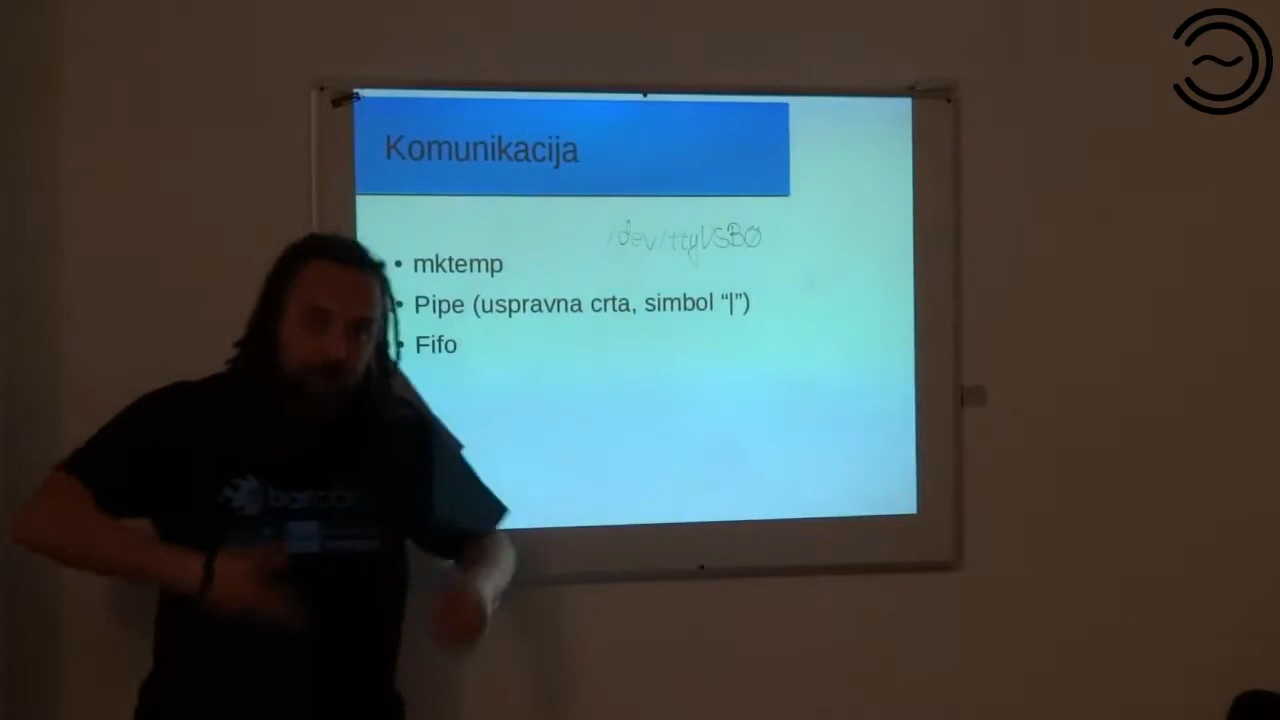 Komunikacija
/dev/ttyUSB0
• mktemp
• Pipe (uspravna crta, simbol “|”)
• Fifo